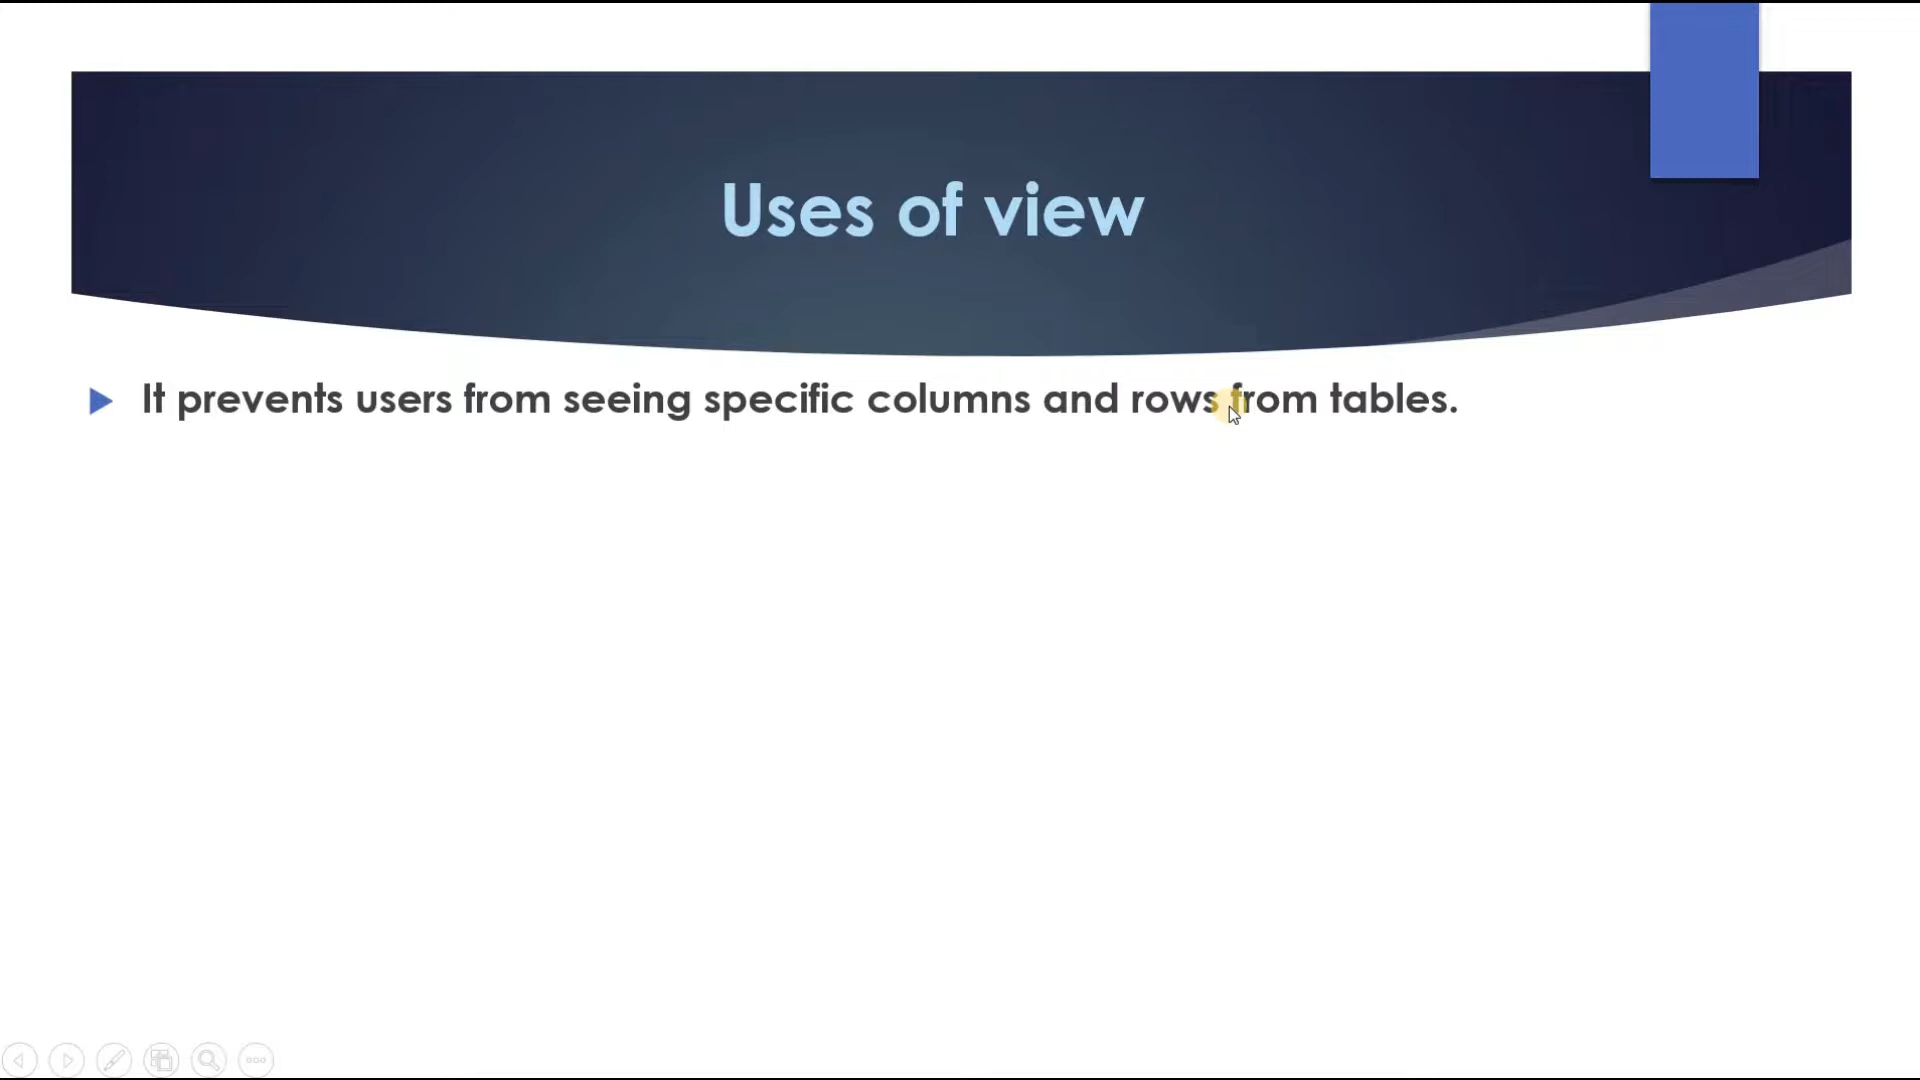 Uses of view
It prevents users from seeing specific columns and rows from tables.